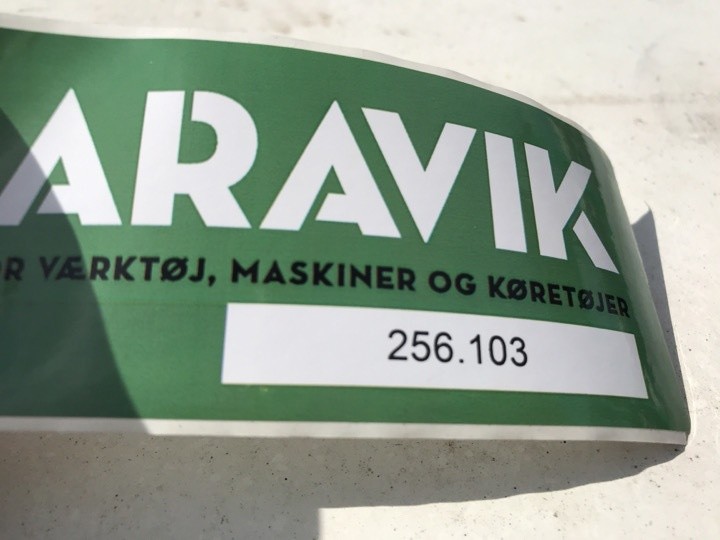 ARAVIK
VÆRKTØJ, MASKINER OG KØRETØJER
256.103